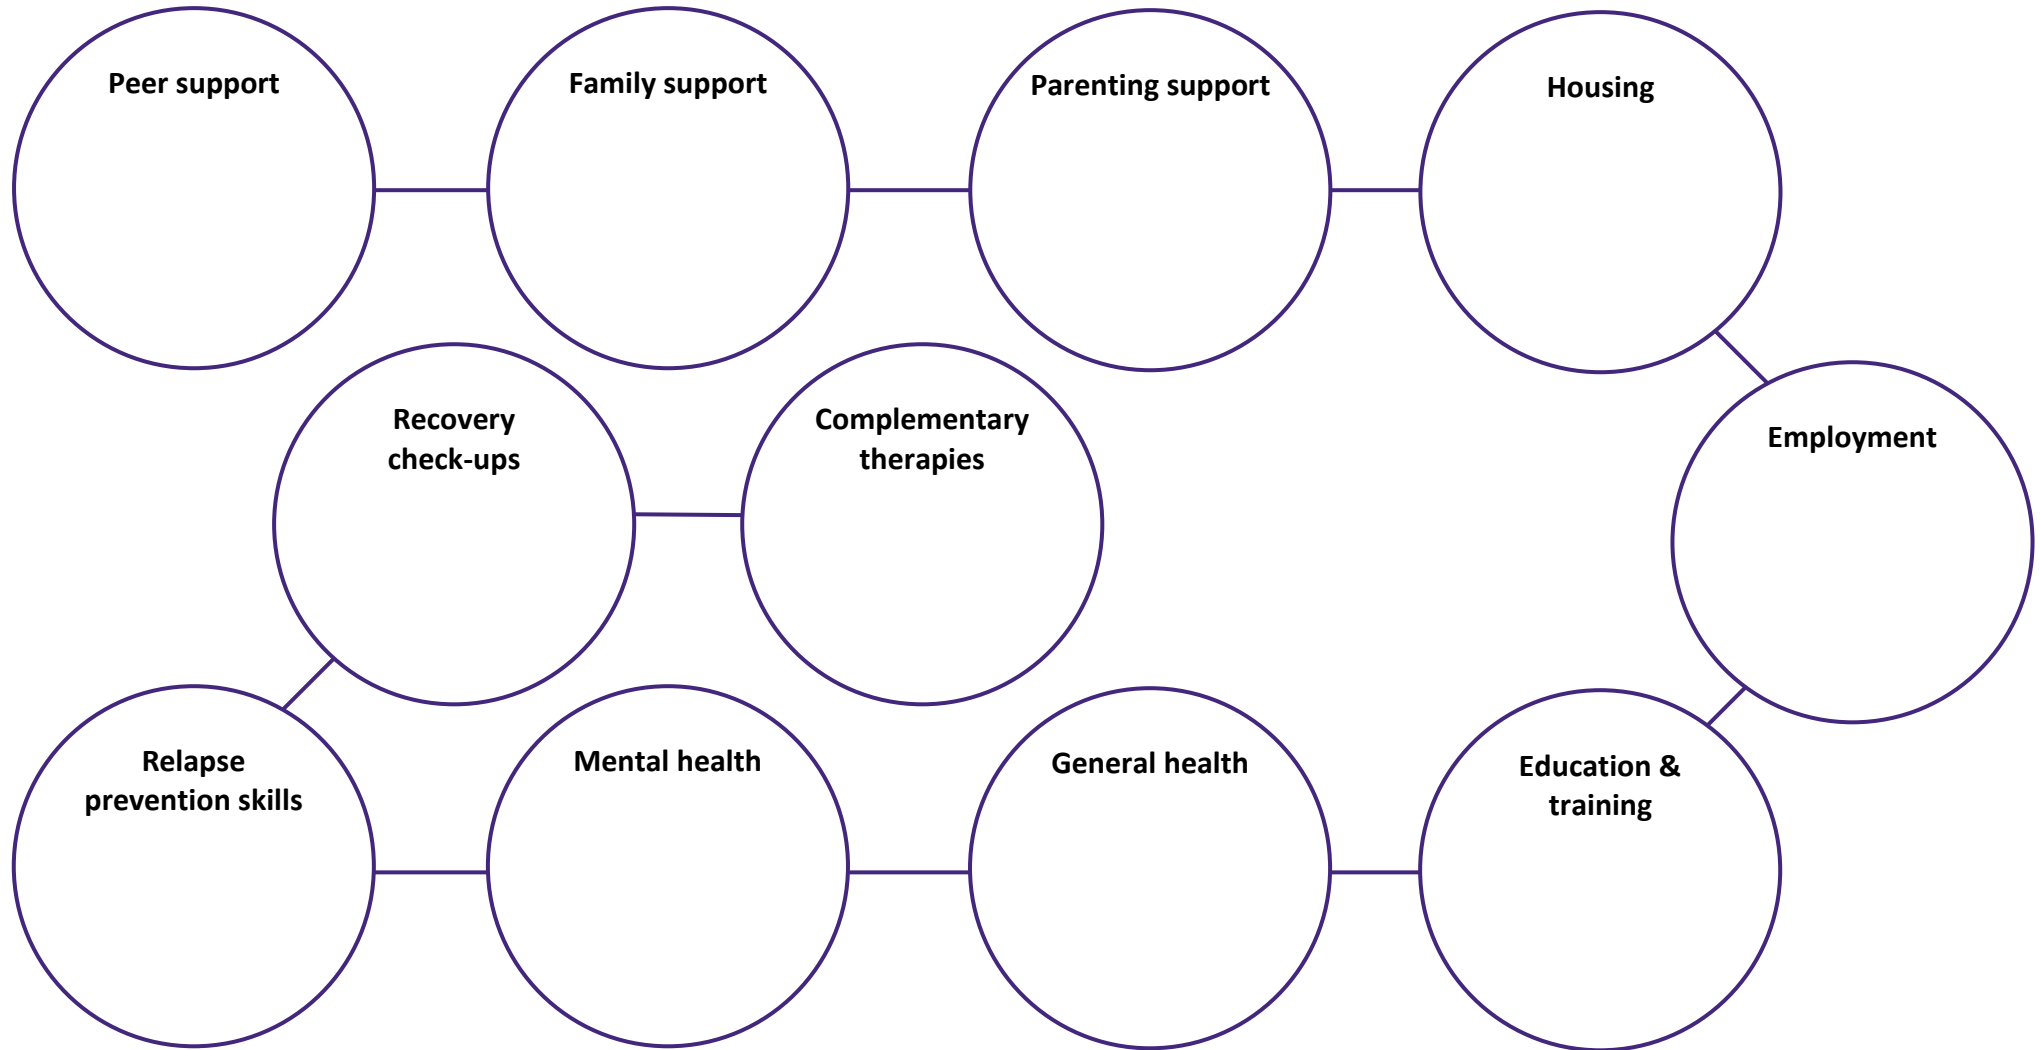 Peer support
Family support
Parenting support
Housing
Recovery
check-ups
Complementary
therapies
Employment
Relapse
prevention skills
Mental health
General health
Education &
training